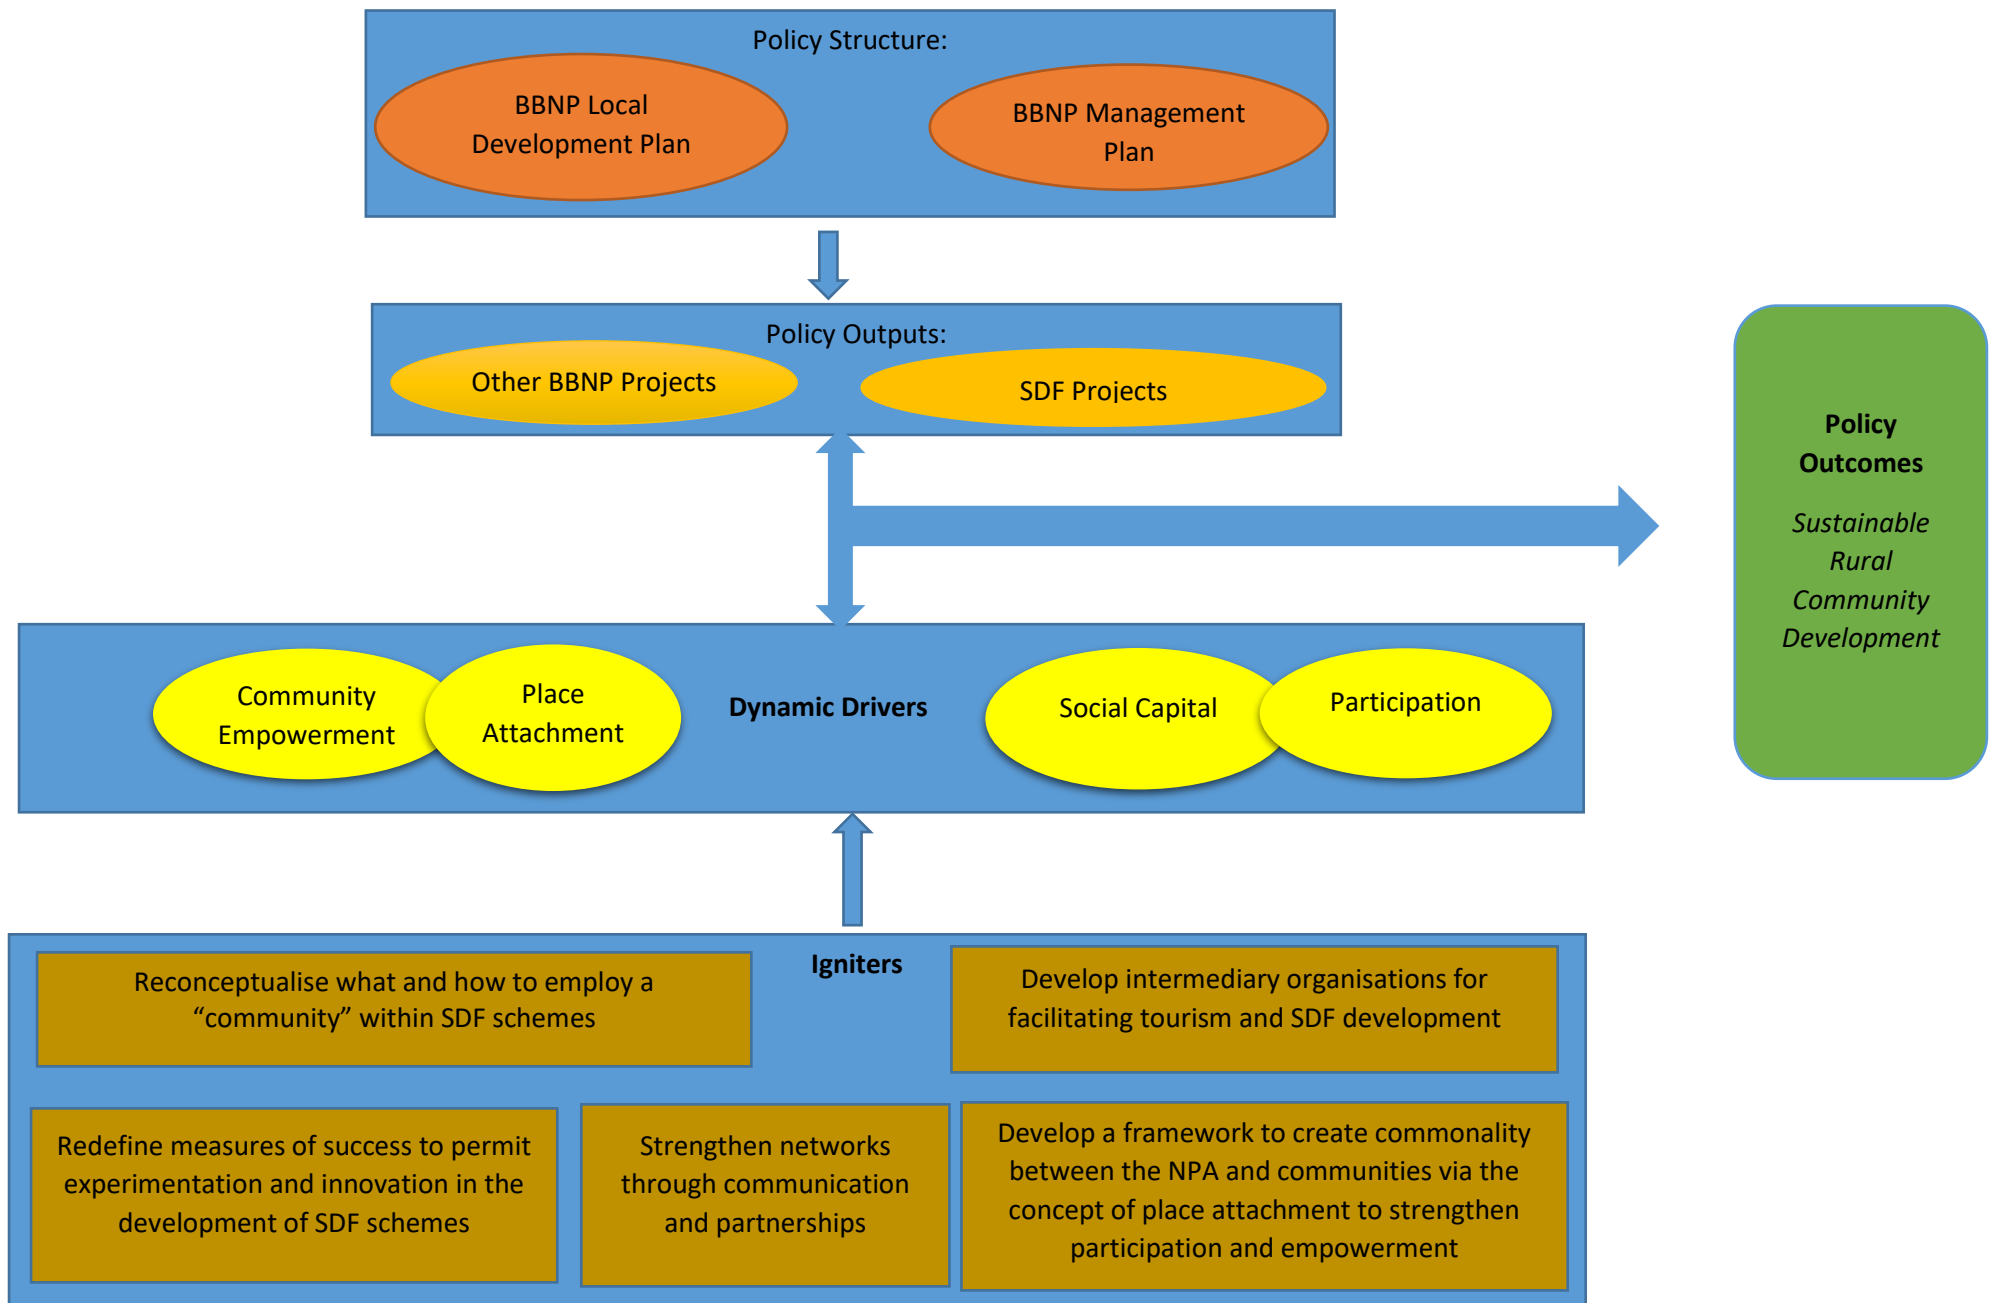 Policy Structure:
BBNP Local
Development Plan
BBNP Management
Plan
Policy Outputs:
Other BBNP Projects
SDF Projects
Policy
Outcomes
Sustainable
Rural
Community
Development
Community
Empowerment
Place
Attachment
Dynamic Drivers
Social Capital
Participation
Igniters
Reconceptualise what and how to employ a
“community” within SDF schemes
Develop intermediary organisations for
facilitating tourism and SDF development
Redefine measures of success to permit
experimentation and innovation in the
development of SDF schemes
Strengthen networks
through communication
and partnerships
Develop a framework to create commonality
between the NPA and communities via the
concept of place attachment to strengthen
participation and empowerment